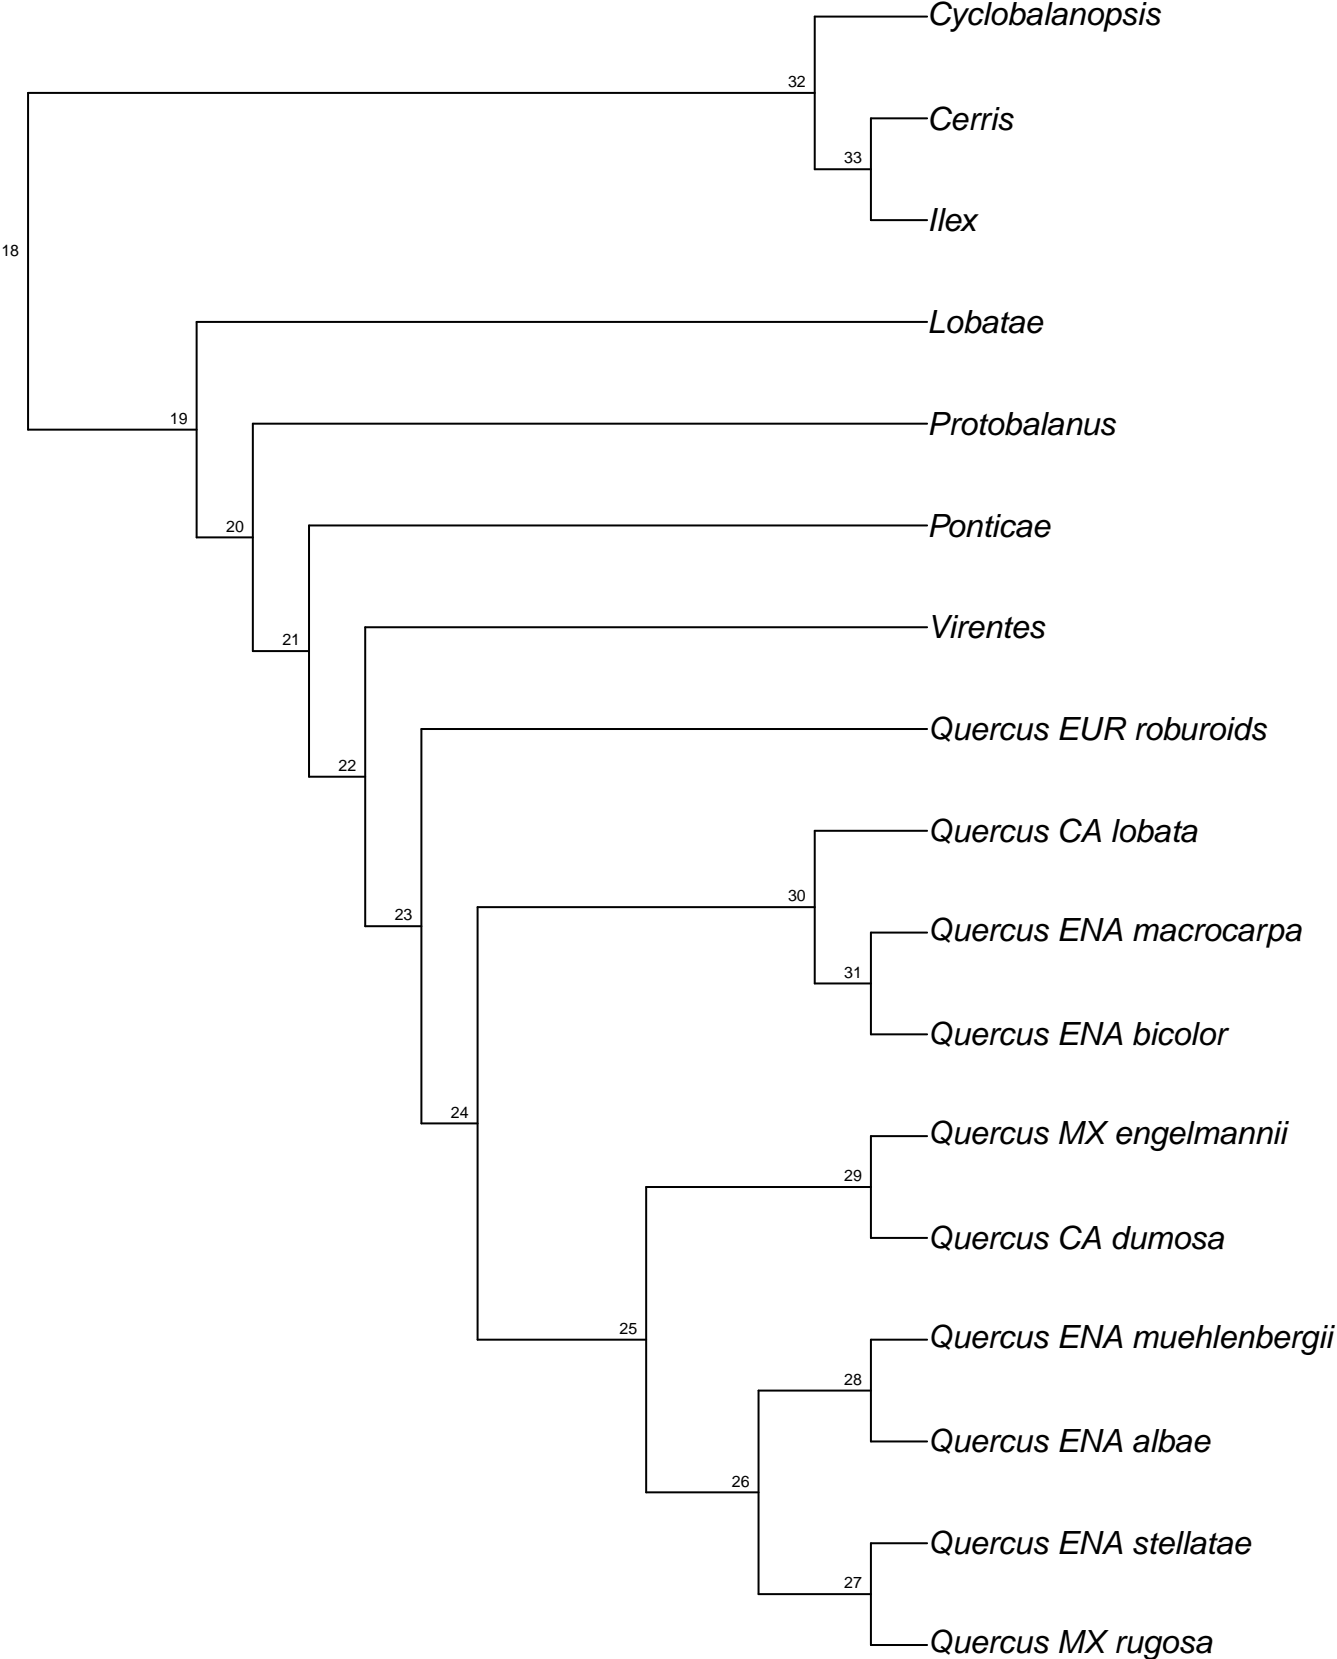 Cyclobalanopsis
32
Cerris
33
Ilex
18
Lobatae
19
Protobalanus
20
Ponticae
21
Virentes
22
Quercus EUR roburoids
Quercus CA lobata
30
23
Quercus ENA macrocarpa
31
Quercus ENA bicolor
24
Quercus MX engelmannii
29
Quercus CA dumosa
25
Quercus ENA muehlenbergii
28
Quercus ENA albae
26
Quercus ENA stellatae
27
Quercus MX rugosa